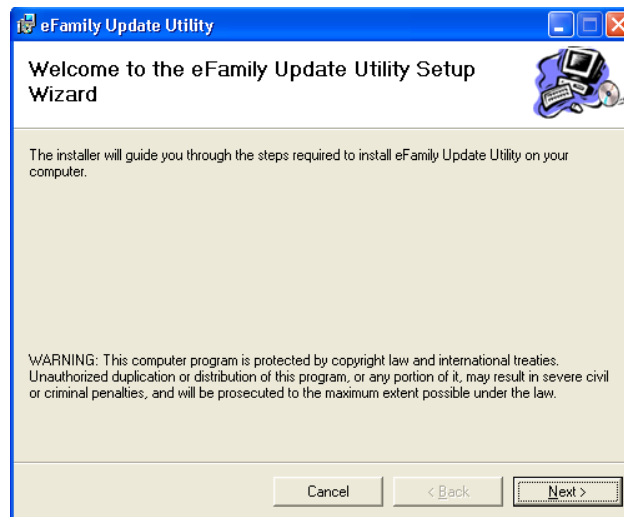 eFamily Update Utility
Welcome to the eFamily Update Utility Setup
Wizard
The installer will guide you through the steps required to install eFamily Update Utility on your
computer.
WARNING: This computer program is protected by copyright law and international treaties.
Unauthorized duplication or distribution of this program, or any portion of it, may result in severe civil
or criminal penalties, and will be prosecuted to the maximum extent possible under the law.
Cancel < Back Next >